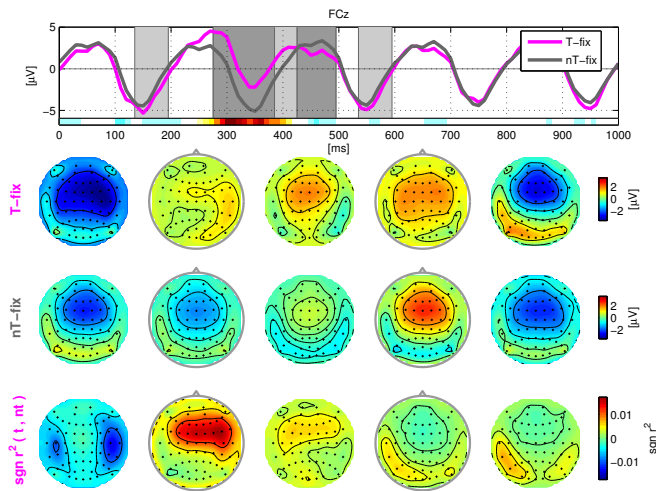 FCz
5
0
−5
[µV]
T−fix
nT−fix
0 100 200 300 400 500 600 700 800 900 1000
[ms]
T−fix
2
0
−2
[µV]
nT−fix
2
0
−2
[µV]
sgn r² ( t , nt )
0.01
0
−0.01
sgn r²